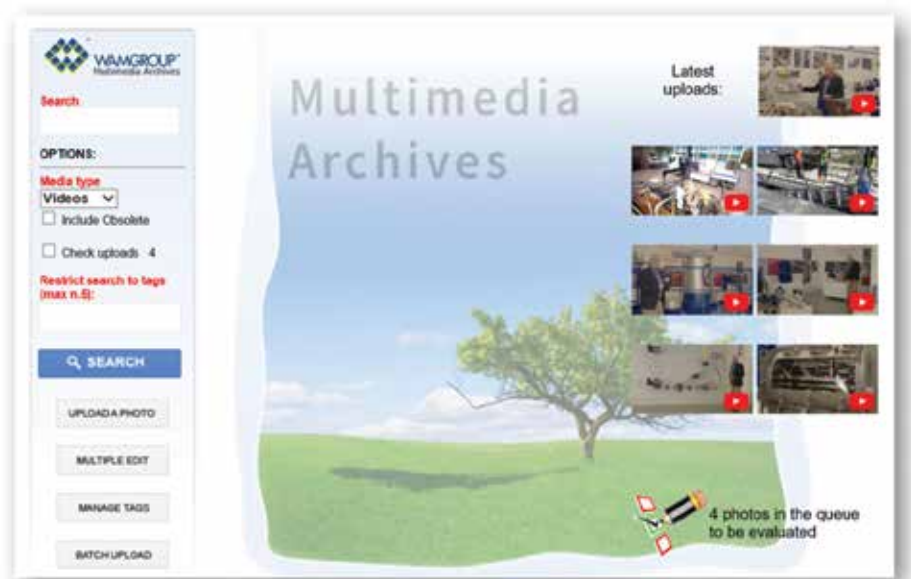 WAMGROUP
Multimedia Archives
Search
OPTIONS:
Media type
Videos
Include Obsolete
Check uploads 4
Restrict search to tags
(max n.5):
SEARCH
UPLOAD A PHOTO
MULTIPLE EDIT
MANAGE TAGS
BATCH UPLOAD
Multimedia
Archives
Latest
uploads:
4 photos in the queue
to be evaluated